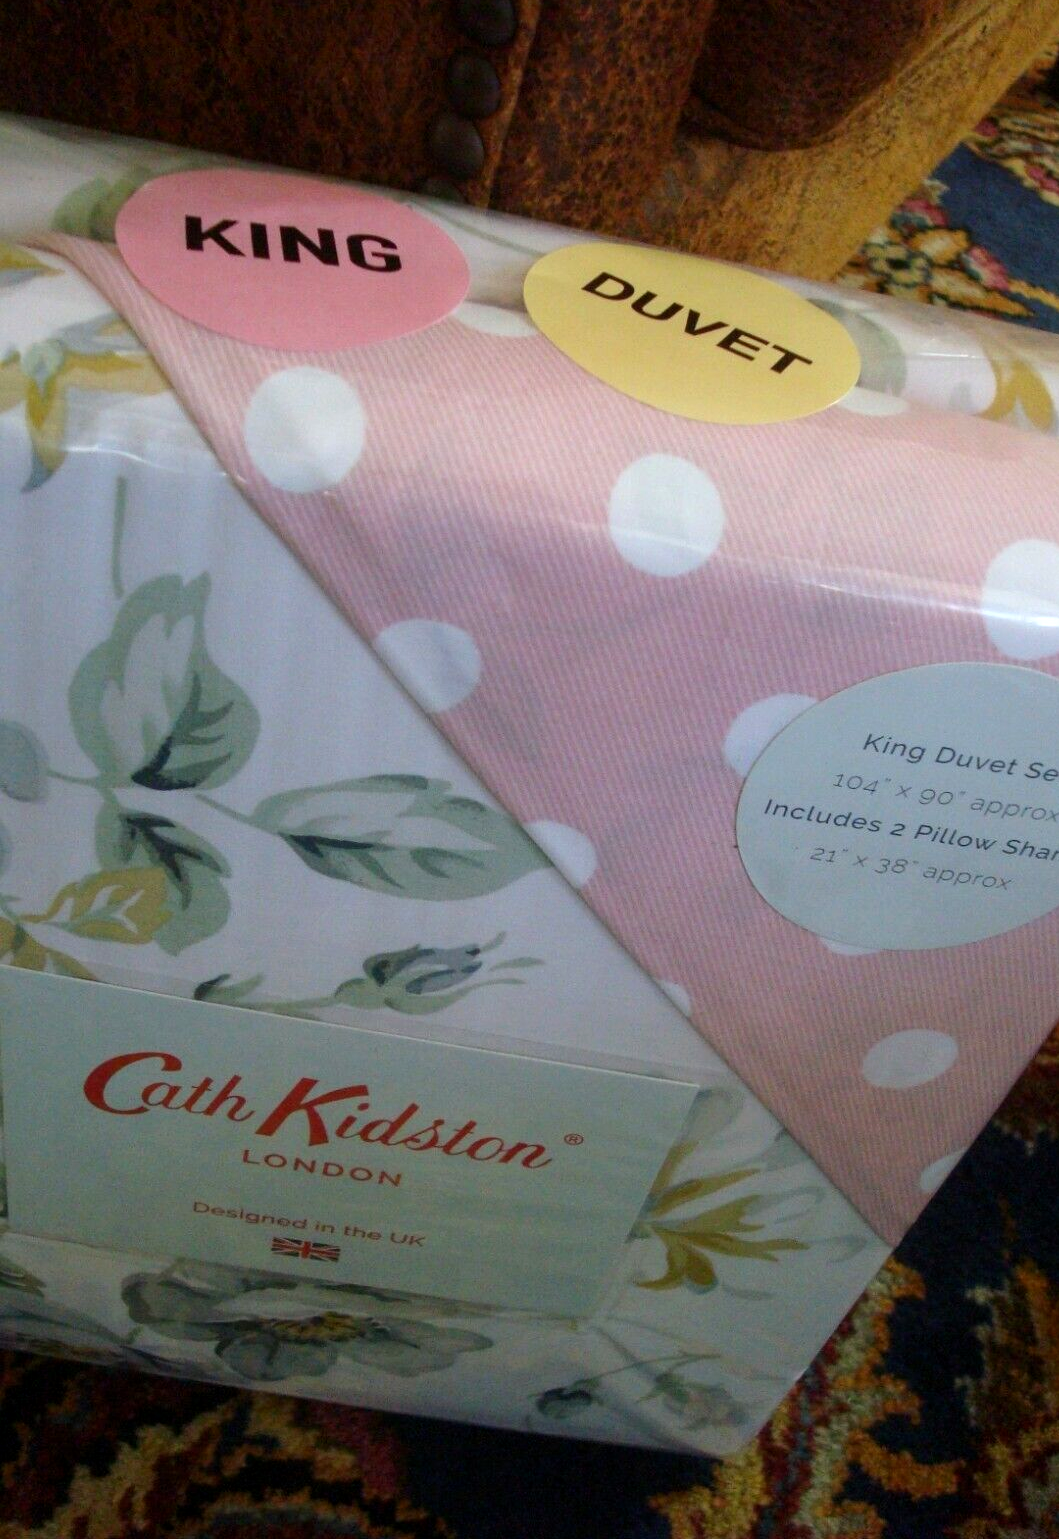 KING
DUVET
King Duvet Se
104" x 90" approx
Includes 2 Pillow Sha
21" x 38" approx
Cath Kidston®
LONDON
Designed in the UK